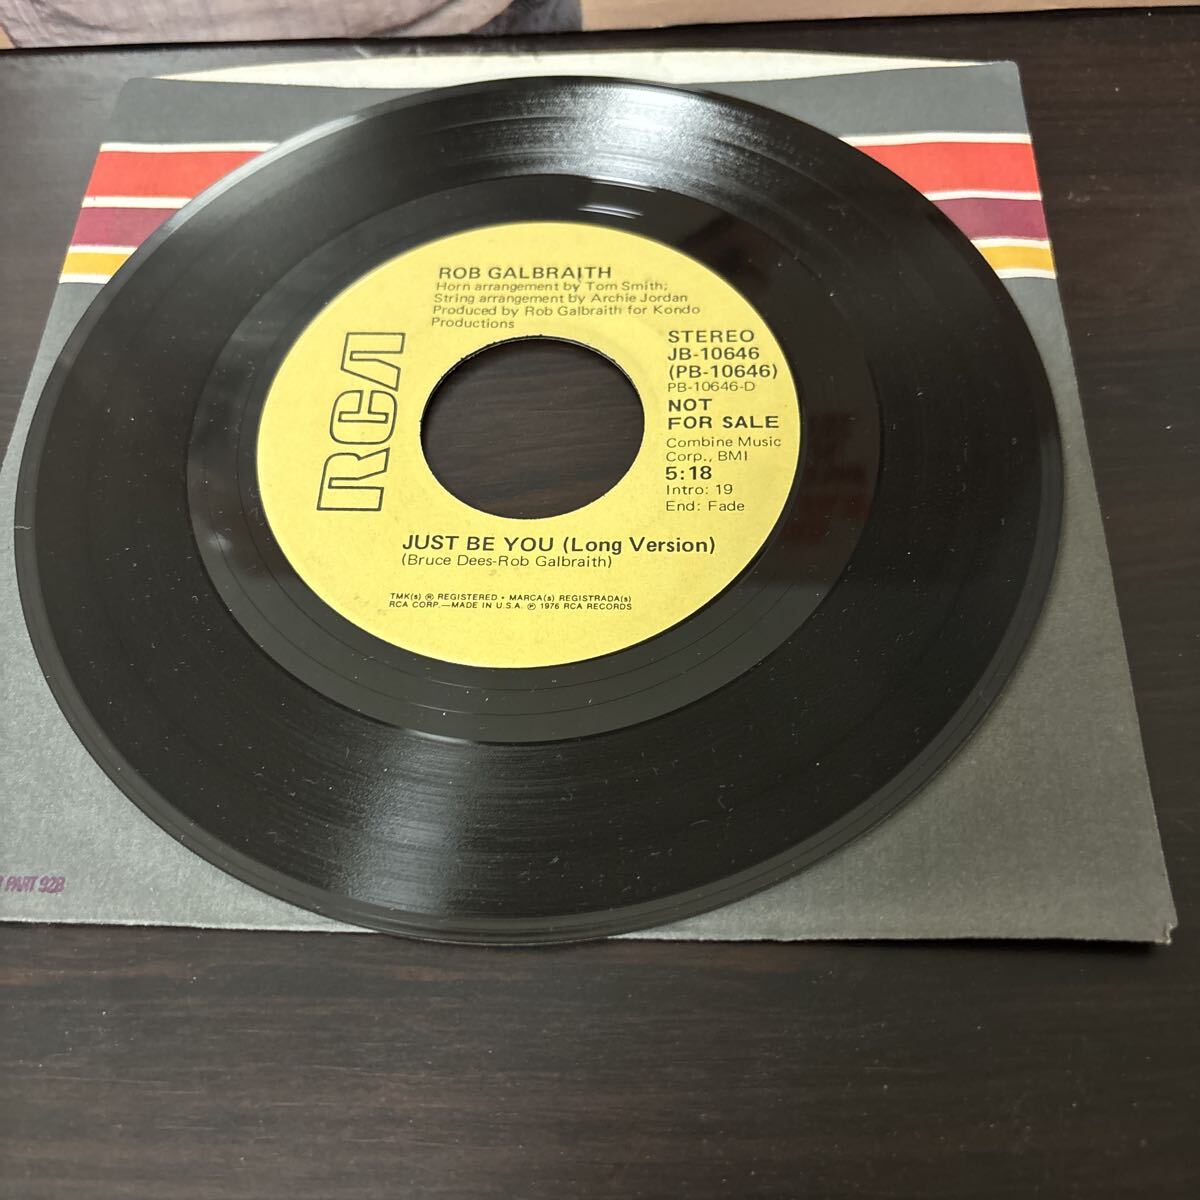 ROB GALBRAITH
Horn arrangement by Tom Smith;
String arrangement by Archie Jordan
Produced by Rob Galbraith for Kondo
Productions
RCA
STEREO
JB-10646
(PB-10646)
PB-10646-D
NOT
FOR SALE
Combine Music
Corp., BMI
5:18
Intro: 19
End: Fade
JUST BE YOU (Long Version)
(Bruce Dees-Rob Galbraith)
TMK(s) ® REGISTERED • MARCA(s) REGISTRADA(s)
RCA CORP.—MADE IN U.S.A. ℗ 1976 RCA RECORDS
PART 92B